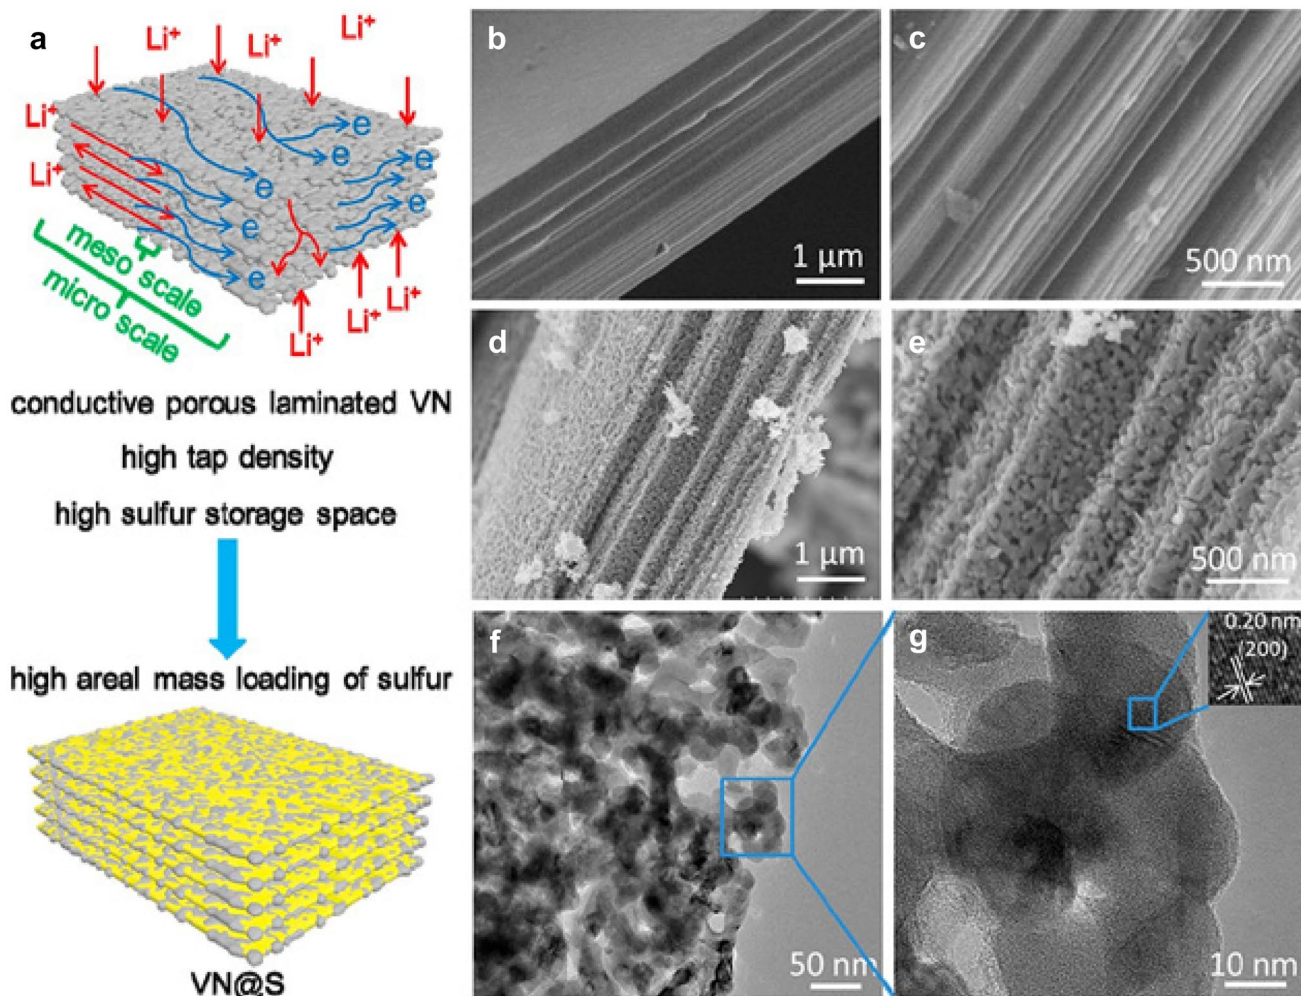 a
Li⁺
Li⁺
Li⁺
Li⁺
e
e
e
e
Li⁺
e
e
e
e
e
e
meso scale
micro scale
Li⁺
Li⁺
Li⁺
conductive porous laminated VN
high tap density
high sulfur storage space
high areal mass loading of sulfur
VN@S
b
1 µm
c
500 nm
d
1 µm
e
500 nm
f
50 nm
g
0.20 nm
(200)
10 nm